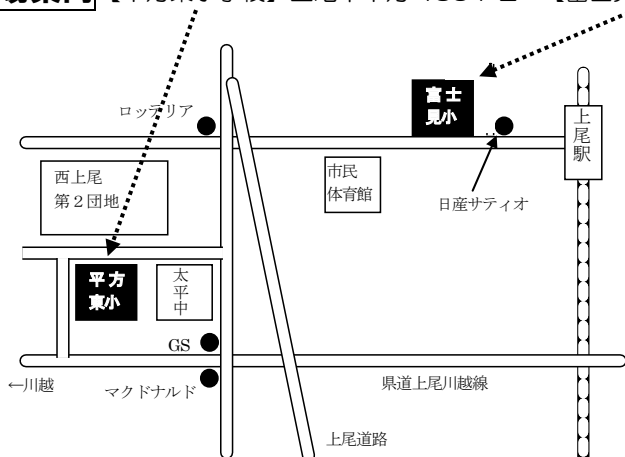 場案内
ロッテリア
富士
見小
上尾駅
西上尾
第２団地
市民
体育館
日産サティオ
平方
東小
太平中
GS
←川越
マクドナルド
県道上尾川越線
上尾道路